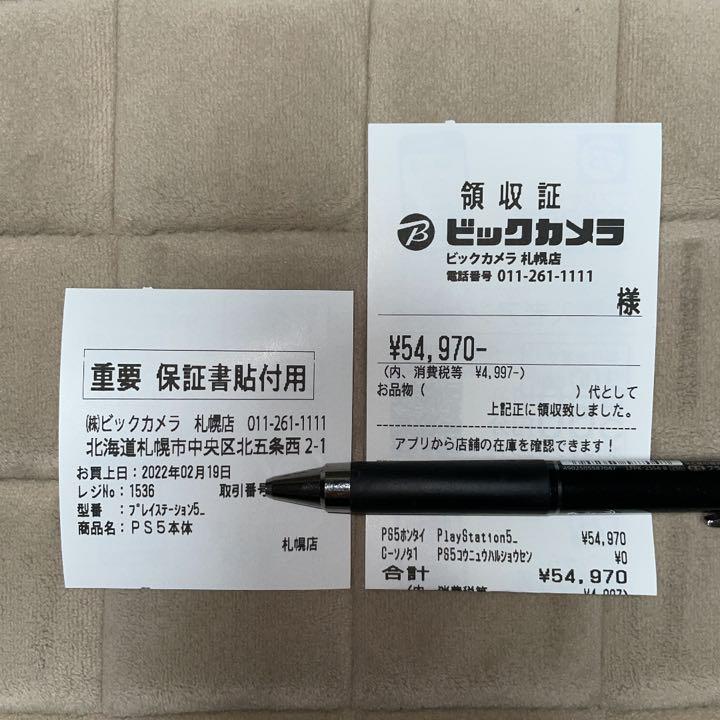 重要 保証書貼付用
㈱ビックカメラ 札幌店 011-261-1111
北海道札幌市中央区北五条西2-1
お買上日：2022年02月19日
レジNo：1536 取引番号
型番 ：プレイステーション5_
商品名：PS5本体
札幌店
領収証
B ビックカメラ
ビックカメラ 札幌店
電話番号 011-261-1111
様
¥54,970-
(内、消費税等 ¥4,997-)
お品物( )代として
上記正に領収致しました。
アプリから店舗の在庫を確認できます！
PS5ホンタイ PlayStation5_ ¥54,970
C-ソノタ1 PS5コウニュウハルショウセン ¥0
合計 ¥54,970
(内、消費税等 ¥4,997)